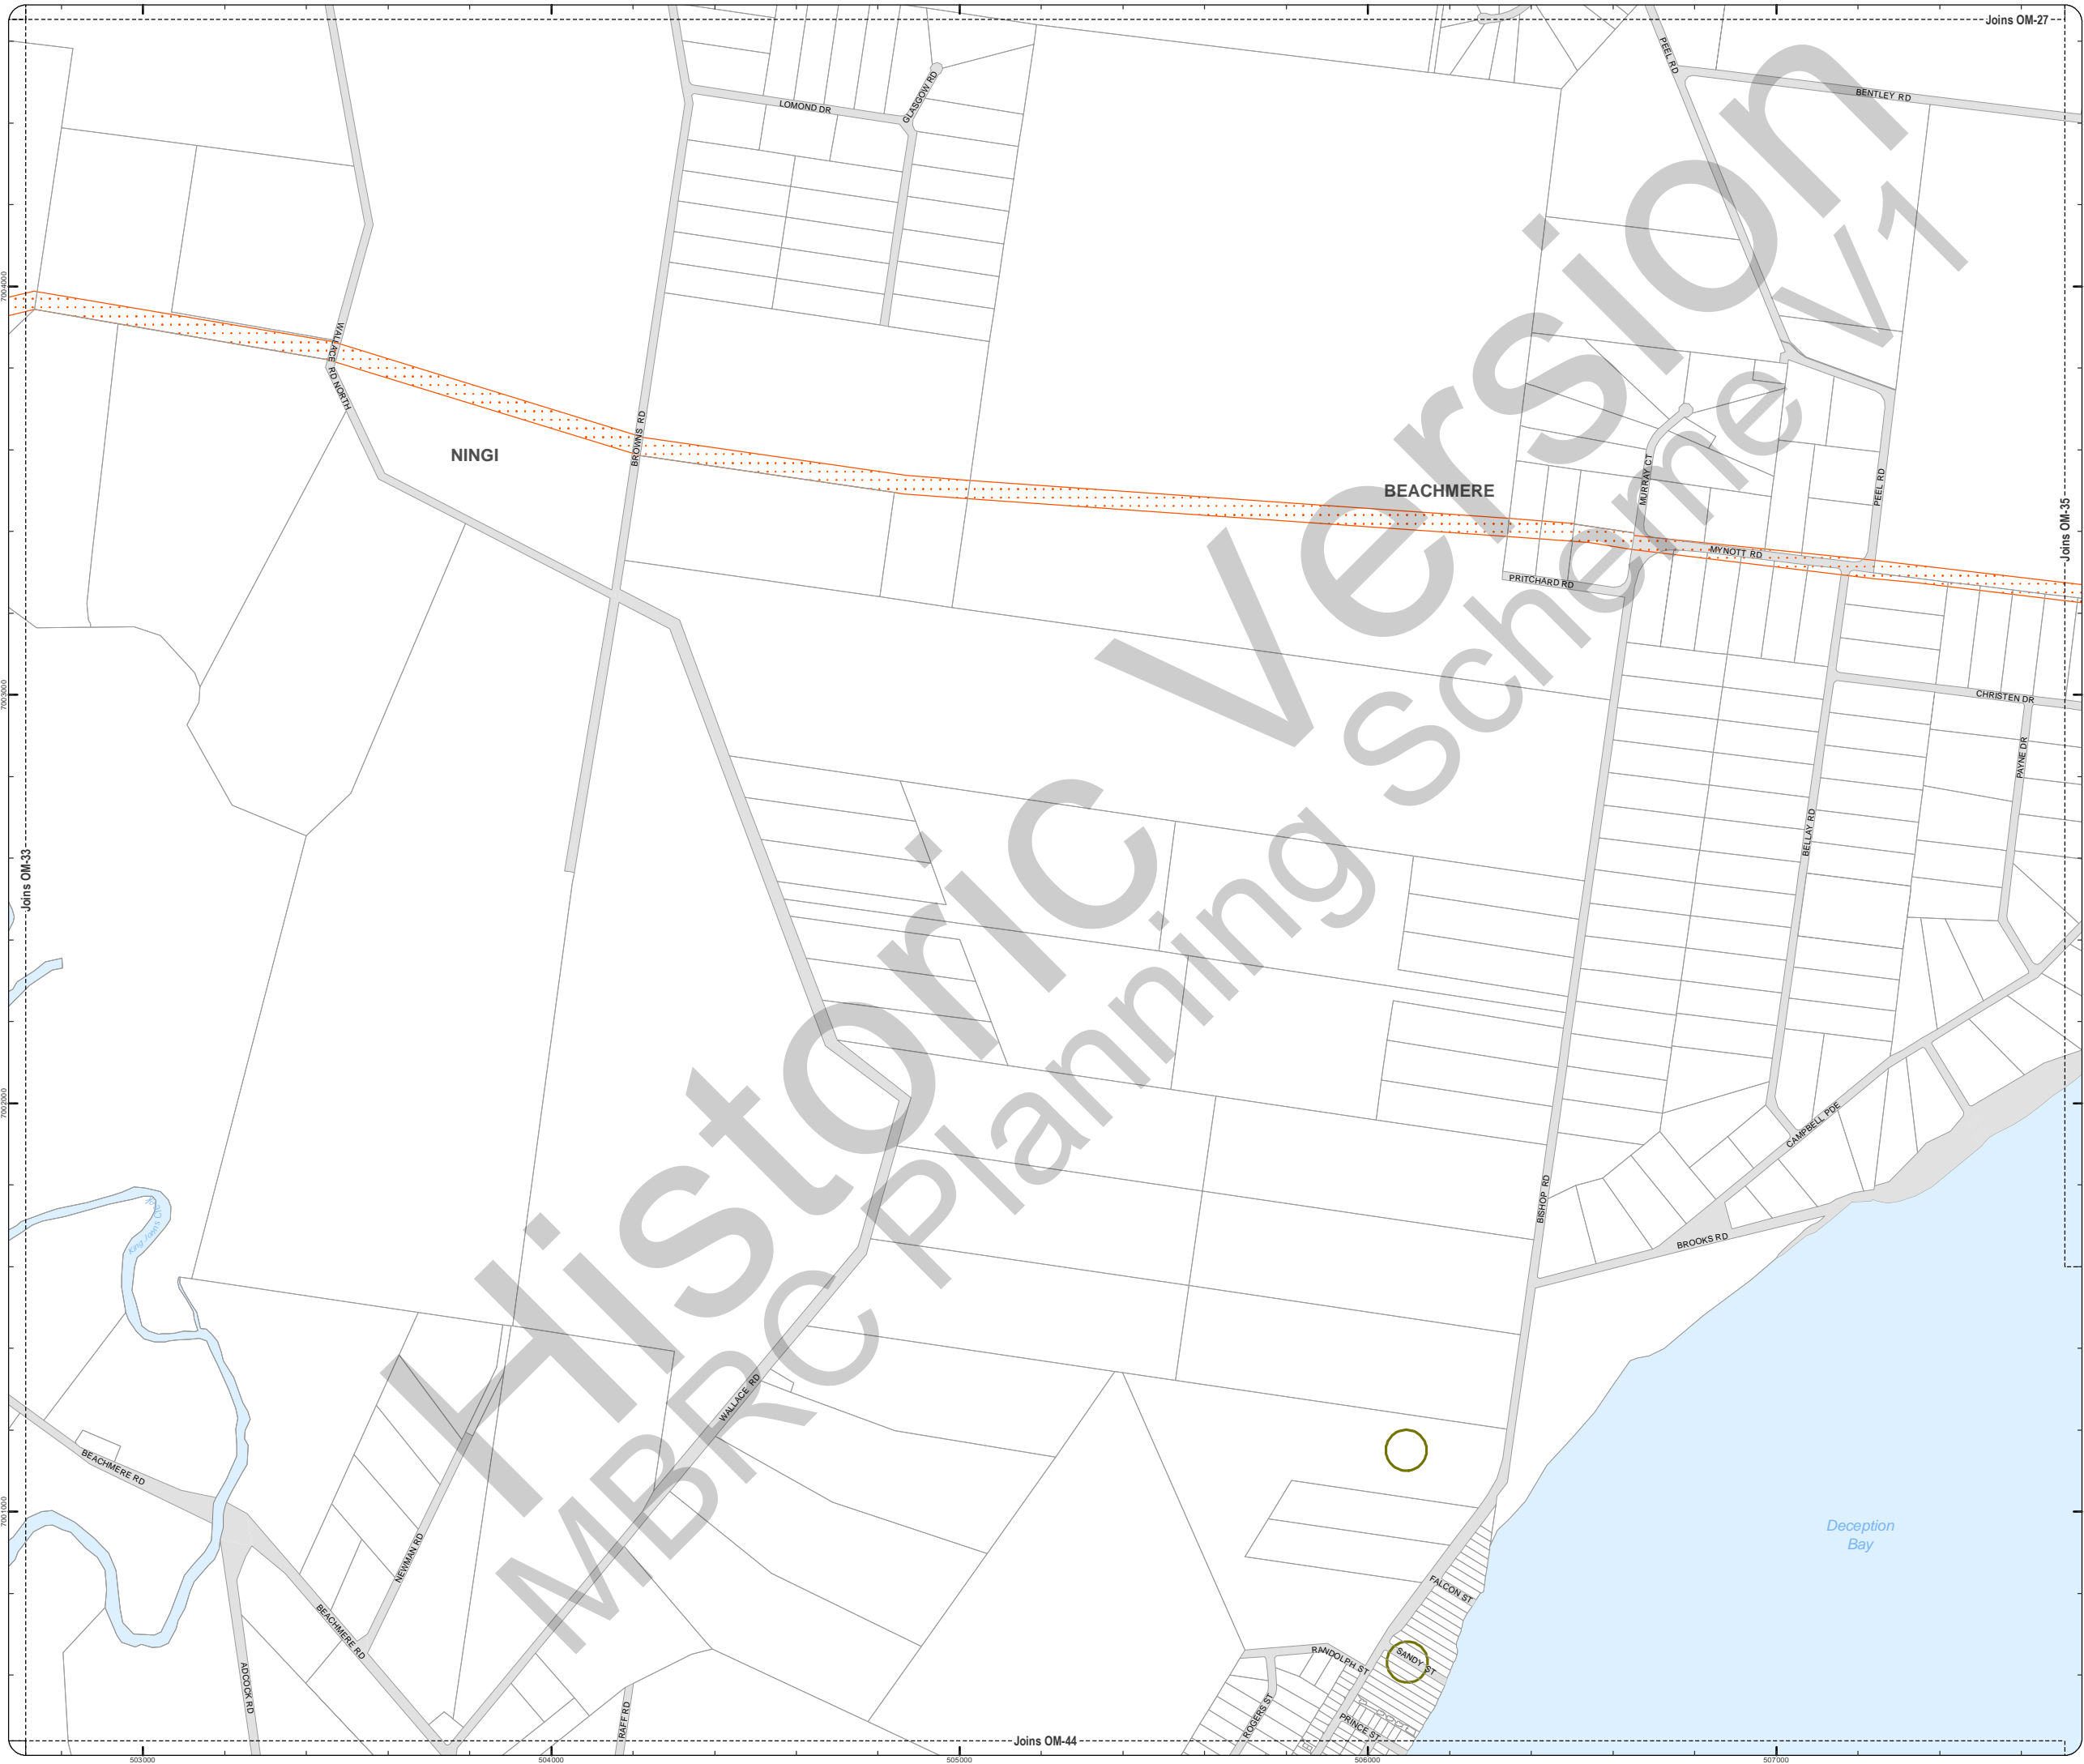 Joins OM-27
PEEL RD
BENTLEY RD
LOMOND DR
GLASGOW RD
7004000
WALLACE RD NORTH
BROWNS RD
NINGI
BEACHMERE
MURRAY CT
PEEL RD
Joins OM-35
MYNOTT RD
PRITCHARD RD
7003000
CHRISTEN DR
PAYNE DR
BELLAY RD
Joins OM-33
Historic Version
MBRC Planning Scheme V1
7002000
CAMPBELL PDE
BISHOP RD
BROOKS RD
WALLACE RD
BEACHMERE RD
7001000
Deception
Bay
NEWMAN RD
FALCON ST
BEACHMERE RD
RANDOLPH ST
SANDY ST
ADCOCK RD
RAFF RD
ROGERS ST
PRINCE ST
Joins OM-44
503000
504000
505000
506000
507000